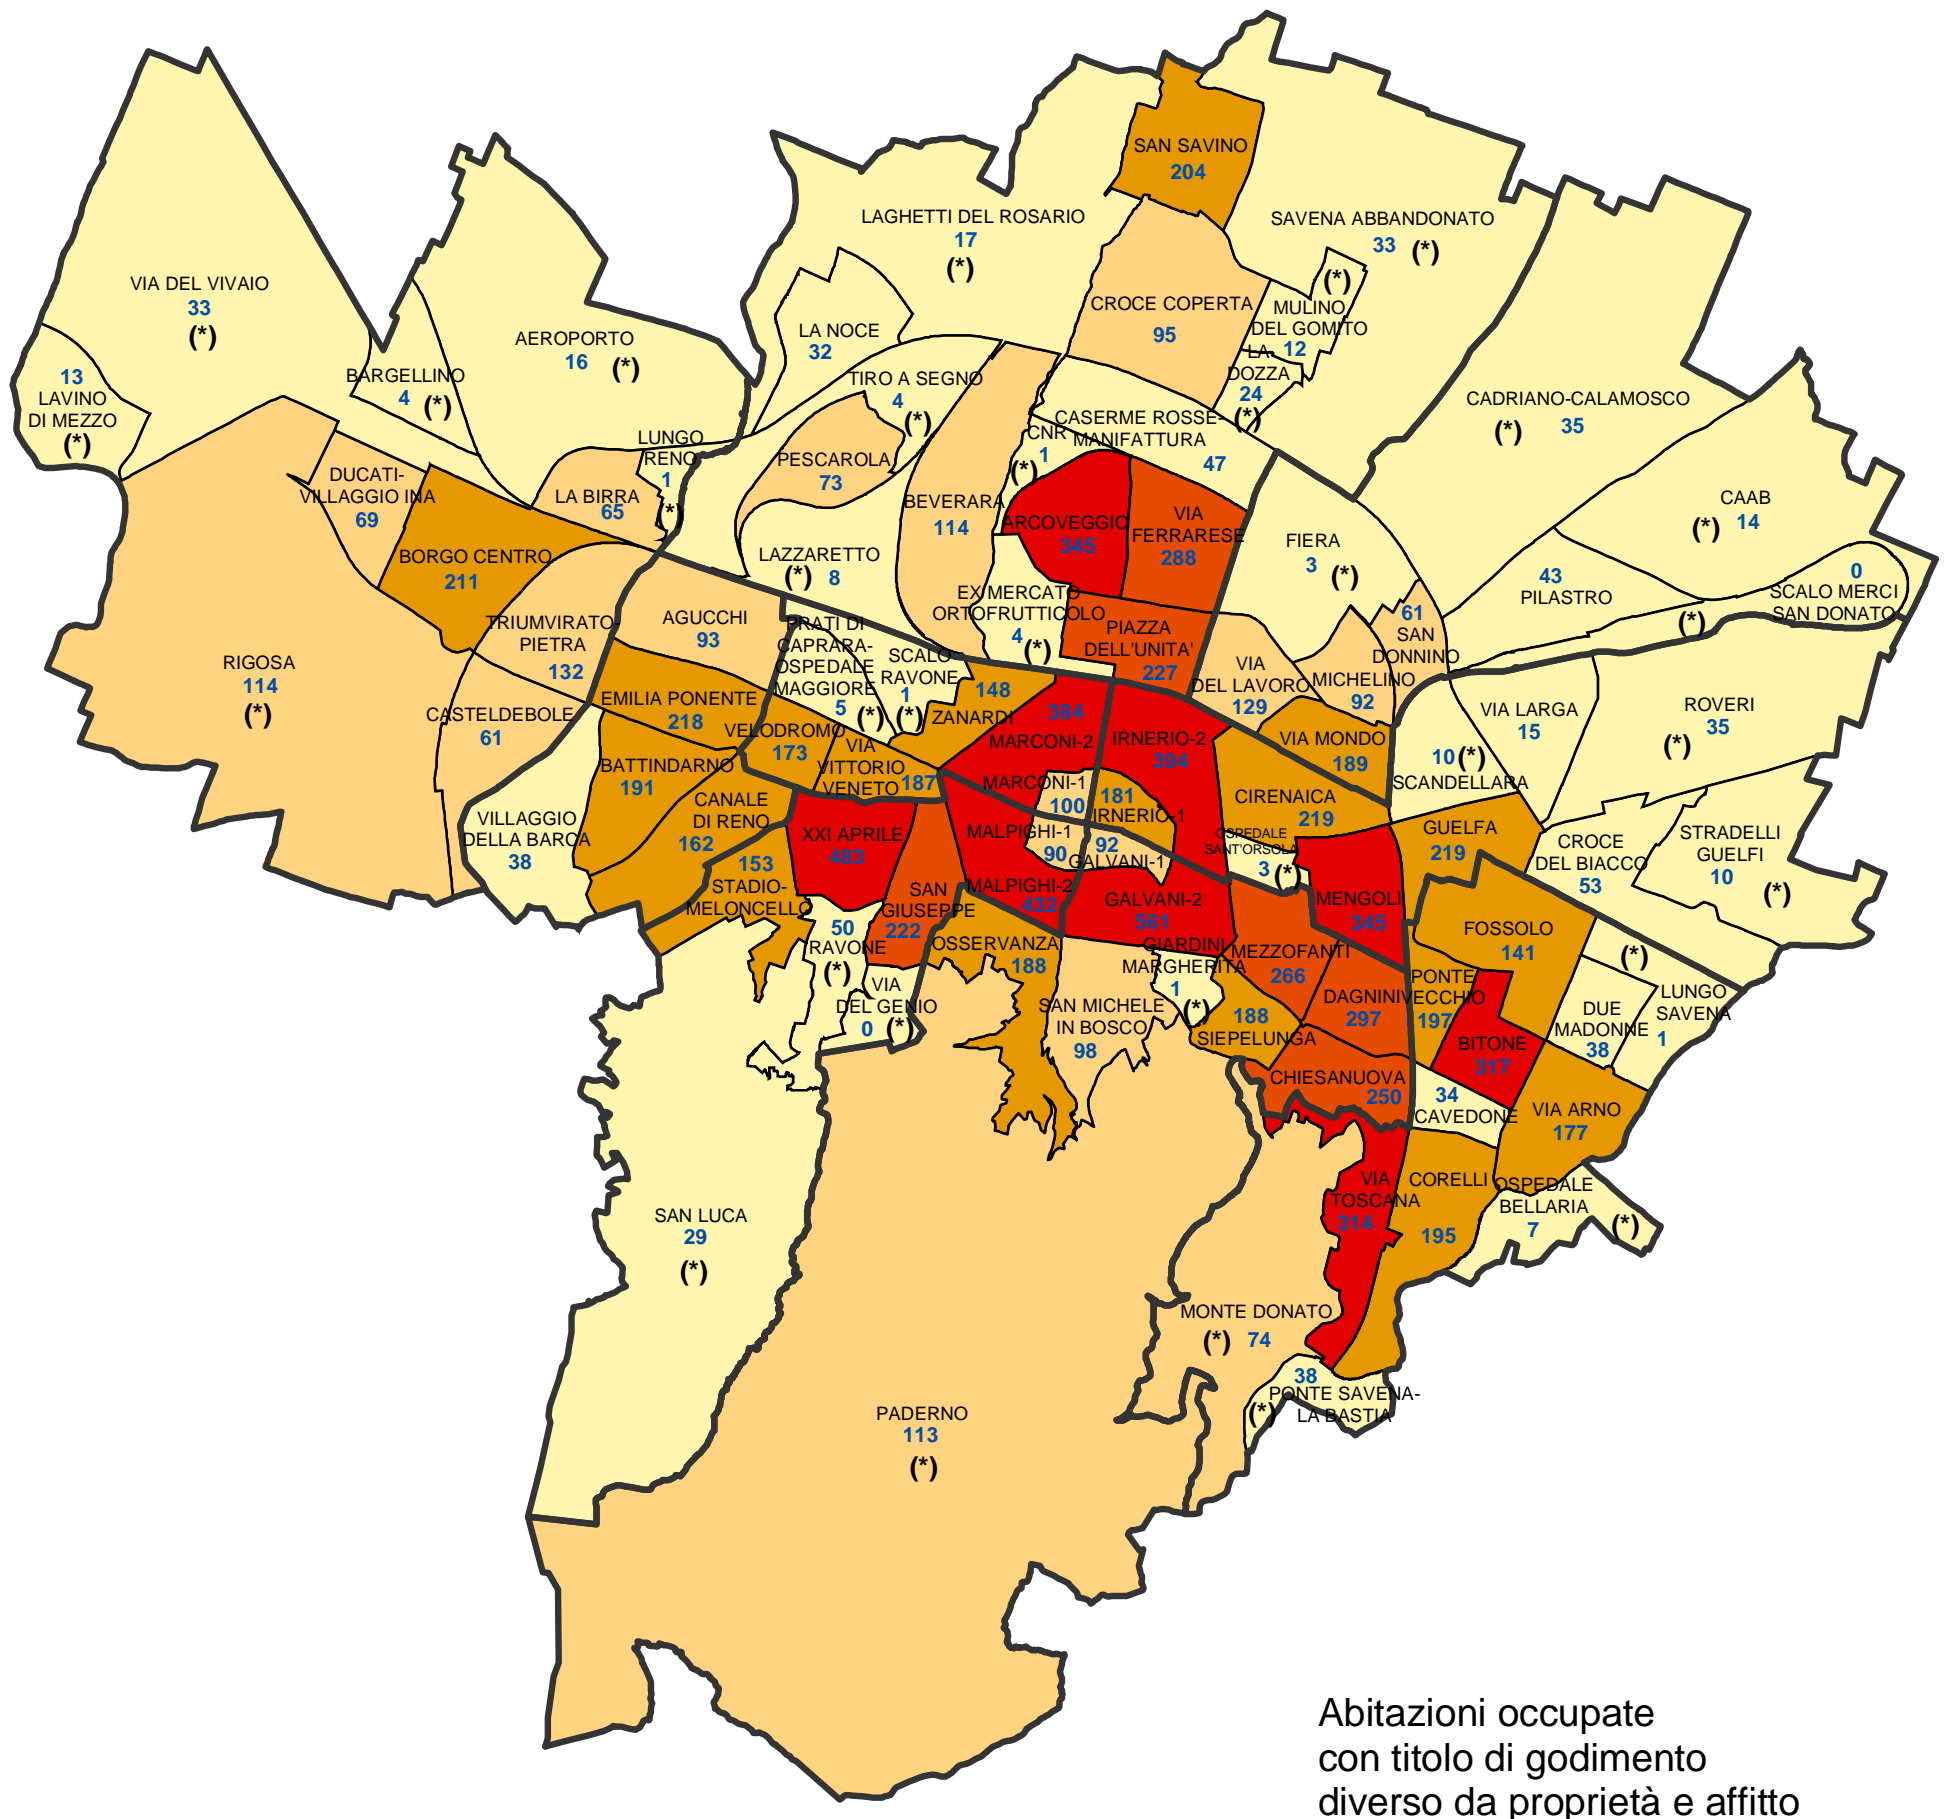 SAN SAVINO
204
LAGHETTI DEL ROSARIO
17
(*)
SAVENA ABBANDONATO
33 (*)
VIA DEL VIVAIO
33
(*)
(*)
MULINO
DEL GOMITO
12
CROCE COPERTA
95
LA NOCE
32
AEROPORTO
16 (*)
LA
DOZZA
24
(*)
13
LAVINO
DI MEZZO
(*)
BARGELLINO
4 (*)
TIRO A SEGNO
4
(*)
CADRIANO-CALAMOSCO
(*) 35
CASERME ROSSE-
MANIFATTURA
47
CNR
1
(*)
LUNGO
RENO
1
(*)
PESCAROLA
73
DUCATI-
VILLAGGIO INA
69
LA BIRRA
65
BEVERARA
114
CAAB
(*) 14
ARCOVEGGIO
345
VIA
FERRARESE
288
FIERA
3 (*)
BORGO CENTRO
211
LAZZARETTO
(*) 8
43
PILASTRO
0
SCALO MERCI
SAN DONATO
(*)
EX MERCATO
ORTOFRUTTICOLO
4
(*)
61
SAN
DONNINO
AGUCCHI
93
TRIUMVIRATO-
PIETRA
132
PRATI DI
CAPRARA-
OSPEDALE
MAGGIORE
5 (*)
PIAZZA
DELL'UNITA'
227
RIGOSA
114
(*)
SCALO
RAVONE
1
(*)
VIA
DEL LAVORO
129
MICHELINO
92
EMILIA PONENTE
218
148
ZANARDI
384
MARCONI-2
VIA LARGA
15
ROVERI
35
(*)
CASTELDEBOLE
61
VELODROMO
173
VIA
VITTORIO
VENETO 187
IRNERIO-2
394
VIA MONDO
189
10 (*)
SCANDELLARA
BATTINDARNO
191
MARCONI-1
100
181
IRNERIO-1
CIRENAICA
219
CANALE
DI RENO
162
VILLAGGIO
DELLA BARCA
38
XXI APRILE
483
MALPIGHI-1
90
92
GALVANI-1
OSPEDALE
SANT'ORSOLA
3 (*)
GUELFA
219
CROCE
DEL BIACCO
53
STRADELLI
GUELFI
10
(*)
153
STADIO-
MELONCELLO
SAN
GIUSEPPE
222
MALPIGHI-2
432
GALVANI-2
561
MENGOLI
345
50
RAVONE
(*)
OSSERVANZA
188
GIARDINI
MARGHERITA
1
(*)
MEZZOFANTI
266
FOSSOLO
141
(*)
VIA
DEL GENIO
0 (*)
SAN MICHELE
IN BOSCO
98
188
SIEPELUNGA
DAGNINI
297
PONTE
VECCHIO
197
BITONE
317
DUE
MADONNE
38
LUNGO
SAVENA
1
CHIESANUOVA
250
34
CAVEDONE
VIA ARNO
177
VIA
TOSCANA
314
CORELLI
195
OSPEDALE
BELLARIA
7 (*)
SAN LUCA
29
(*)
MONTE DONATO
(*) 74
38
PONTE SAVENA-
LA BASTIA
(*)
PADERNO
113
(*)
Abitazioni occupate
con titolo di godimento
diverso da proprietà e affitto